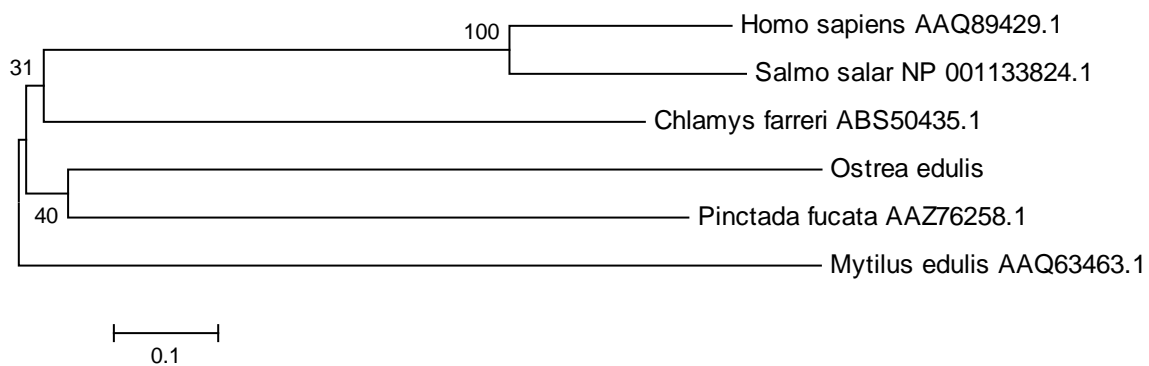 Homo sapiens AAQ89429.1
100
31
Salmo salar NP 001133824.1
Chlamys farreri ABS50435.1
Ostrea edulis
40
Pinctada fucata AAZ76258.1
Mytilus edulis AAQ63463.1
0.1